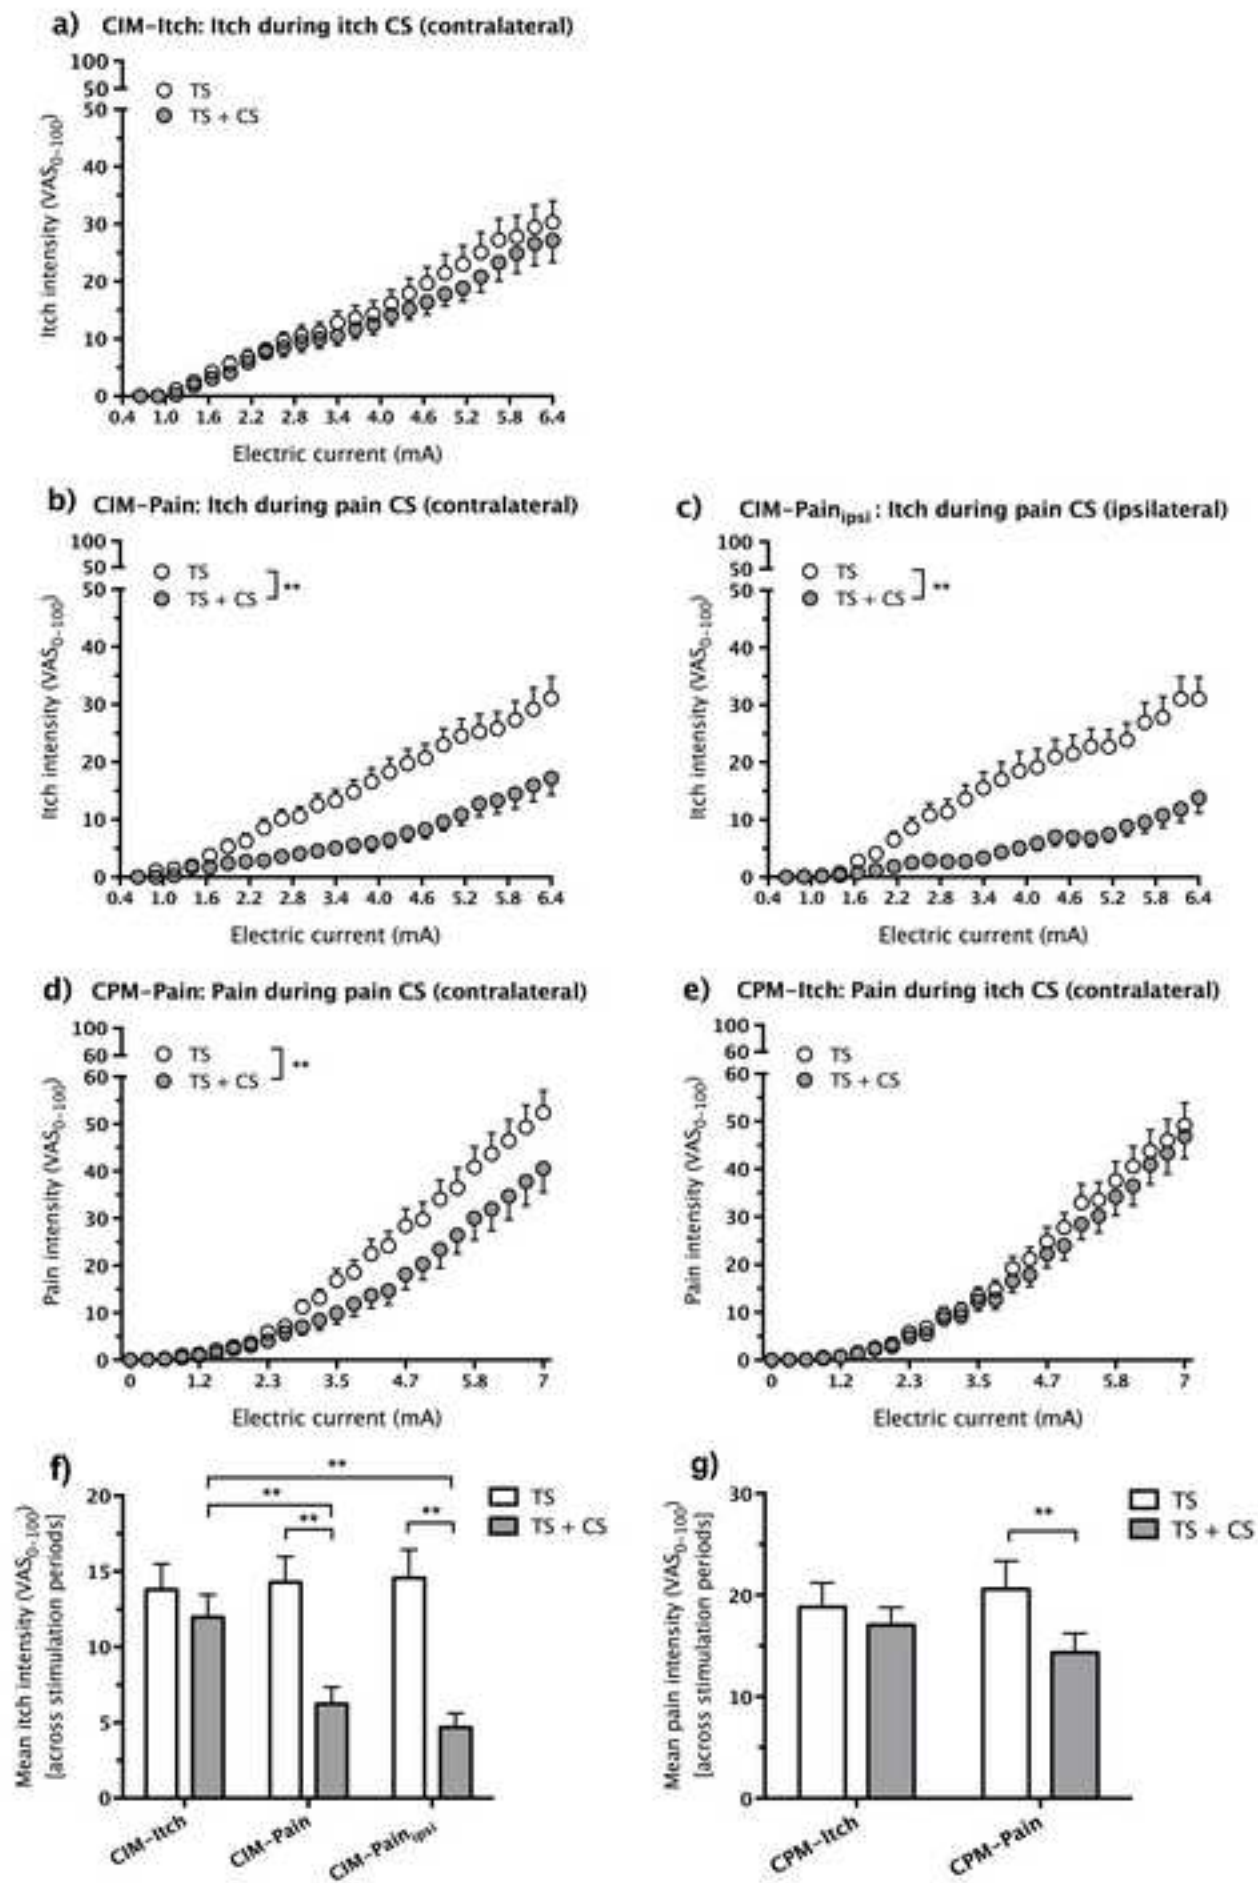 a) CIM-Itch: Itch during itch CS (contralateral)
100
50
TS
50
TS + CS
40
30
20
10
0
Itch intensity (VAS0-100)
0.4 1.0 1.6 2.2 2.8 3.4 4.0 4.6 5.2 5.8 6.4
Electric current (mA)
b) CIM-Pain: Itch during pain CS (contralateral)
100
50
TS
**
50
TS + CS
40
30
20
10
0
Itch intensity (VAS0-100)
0.4 1.0 1.6 2.2 2.8 3.4 4.0 4.6 5.2 5.8 6.4
Electric current (mA)
c) CIM-Painipsi : Itch during pain CS (ipsilateral)
100
50
TS
**
50
TS + CS
40
30
20
10
0
Itch intensity (VAS0-100)
0.4 1.0 1.6 2.2 2.8 3.4 4.0 4.6 5.2 5.8 6.4
Electric current (mA)
d) CPM-Pain: Pain during pain CS (contralateral)
100
60
TS
**
60
TS + CS
50
40
30
20
10
0
Pain intensity (VAS0-100)
0 1.2 2.3 3.5 4.7 5.8 7
Electric current (mA)
e) CPM-Itch: Pain during itch CS (contralateral)
100
60
TS
60
TS + CS
50
40
30
20
10
0
Pain intensity (VAS0-100)
0 1.2 2.3 3.5 4.7 5.8 7
Electric current (mA)
f)
**
**
**
**
TS
TS + CS
20
15
10
5
0
Mean itch intensity (VAS0-100)
[across stimulation periods]
CIM-Itch
CIM-Pain
CIM-Painipsi
g)
**
TS
TS + CS
30
20
10
0
Mean pain intensity (VAS0-100)
[across stimulation periods]
CPM-Itch
CPM-Pain